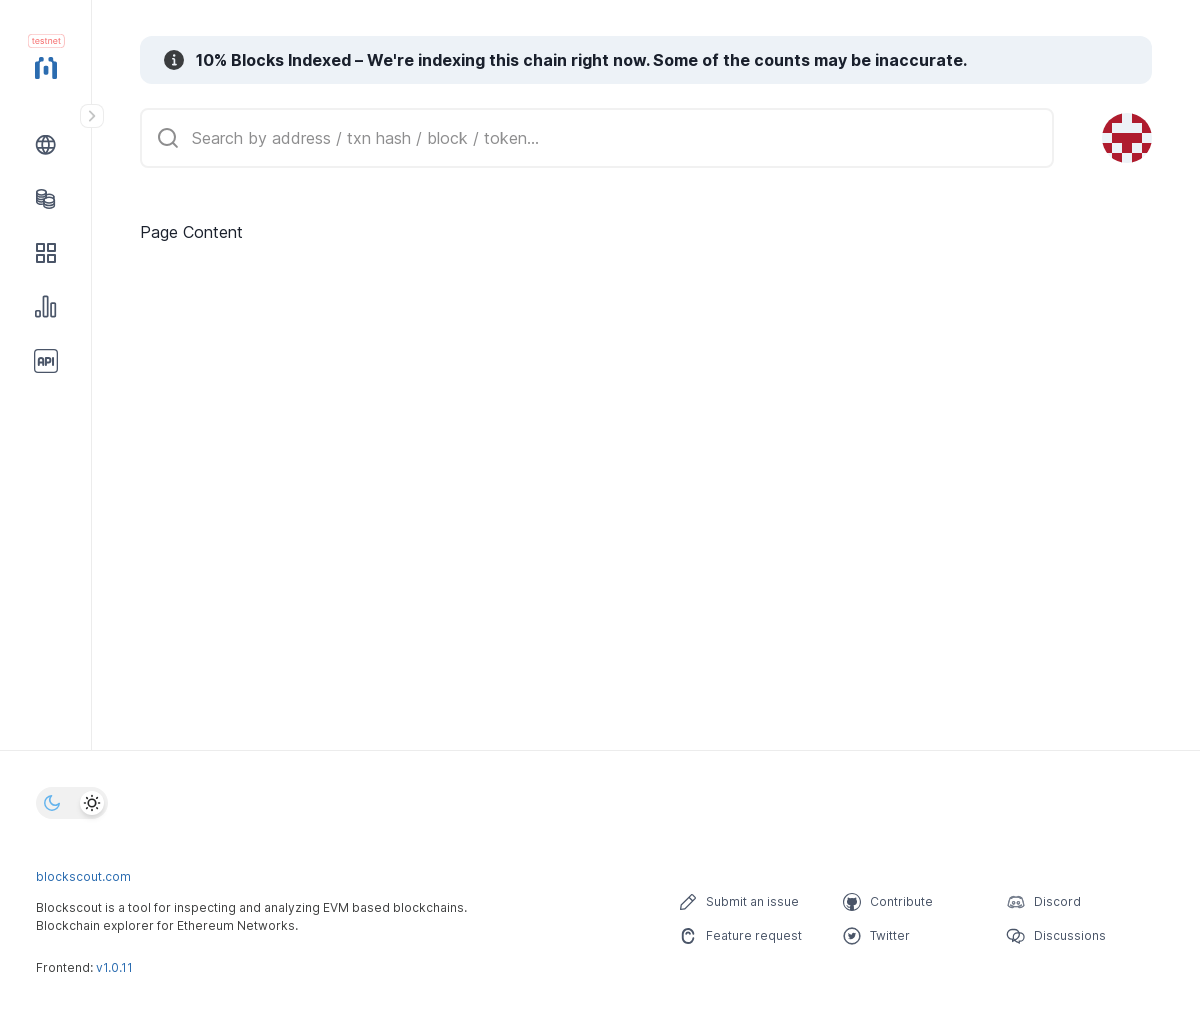 testnet
10% Blocks Indexed – We're indexing this chain right now. Some of the counts may be inaccurate.
Search by address / txn hash / block / token...
API
Page Content
blockscout.com
Blockscout is a tool for inspecting and analyzing EVM based blockchains.
Blockchain explorer for Ethereum Networks.
Frontend: v1.0.11
Submit an issue
Contribute
Discord
Feature request
Twitter
Discussions